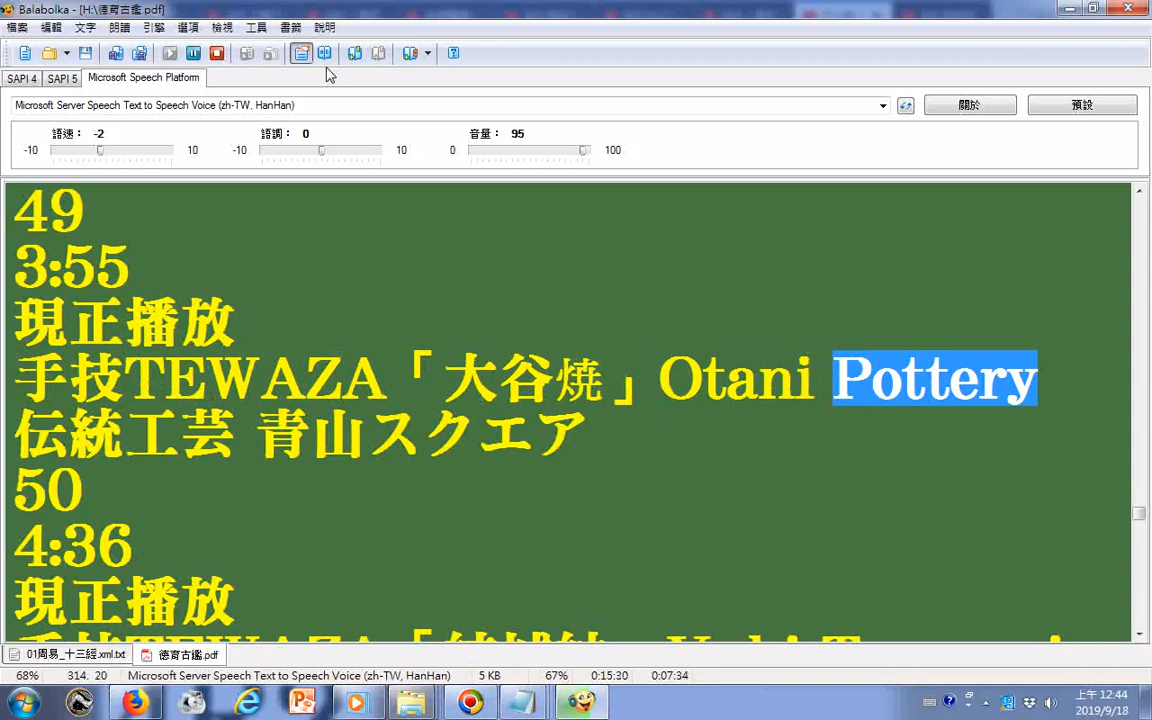 Balabolka - [H:\德育古鑑.pdf]
檔案 編輯 文字 朗讀 引擎 選項 檢視 工具 書籤 說明
SAPI 4 SAPI 5 Microsoft Speech Platform
Microsoft Server Speech Text to Speech Voice (zh-TW, HanHan) 關於 預設
語速： -2 語調： 0 音量： 95
-10 10 -10 10 0 100
49
3:55
現正播放
手技TEWAZA「大谷焼」Otani Pottery
伝統工芸 青山スクエア
50
4:36
現正播放
01周易_十三經.xml.txt 德育古鑑.pdf
68% 314. 20 Microsoft Server Speech Text to Speech Voice (zh-TW, HanHan) 5 KB 67% 0:15:30 0:07:34
上午 12:44
2019/9/18